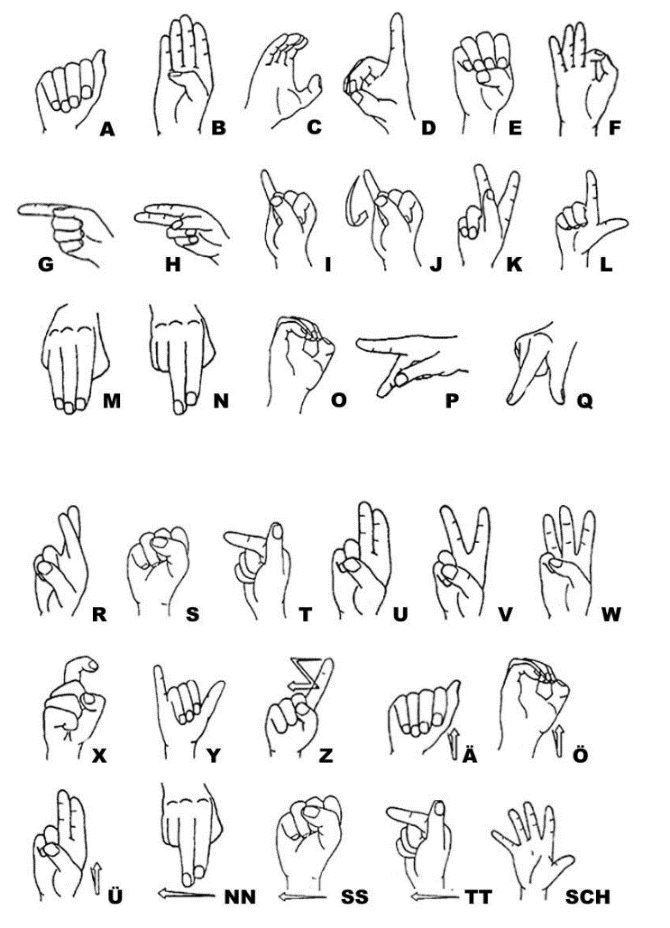 A B C D E F
G H I J K L
M N O P Q
R S T U V W
X Y Z Ä Ö
Ü NN SS TT SCH